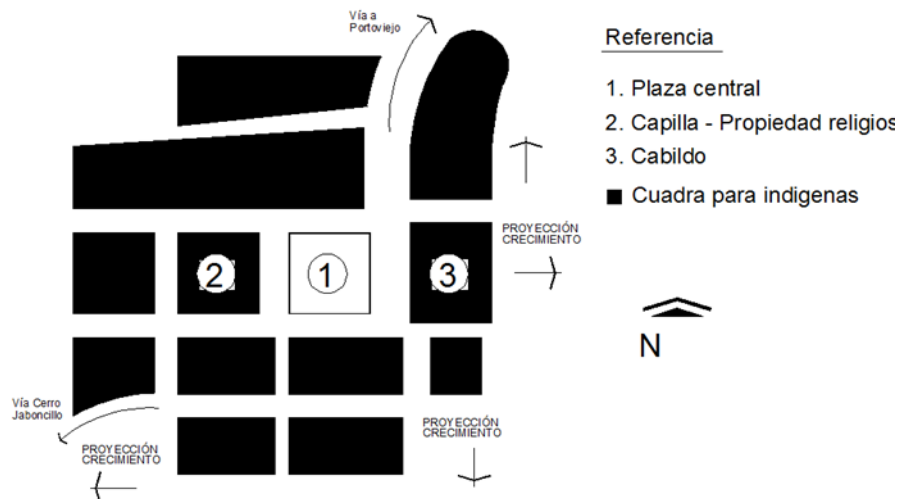 Vía a
Portoviejo
Referencia
1. Plaza central
2. Capilla - Propiedad religios
3. Cabildo
Cuadra para indigenas
PROYECCIÓN
CRECIMIENTO
2
1
3
N
Vía Cerro
Jaboncillo
PROYECCIÓN
CRECIMIENTO
PROYECCIÓN
CRECIMIENTO